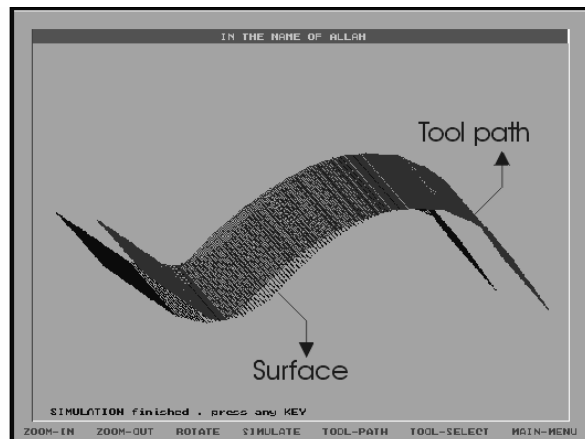 IN THE NAME OF ALLAH
Tool path
Surface
SIMULATION finished . press any KEY
ZOOM-IN ZOOM-OUT ROTATE SIMULATE TOOL-PATH TOOL-SELECT MAIN-MENU